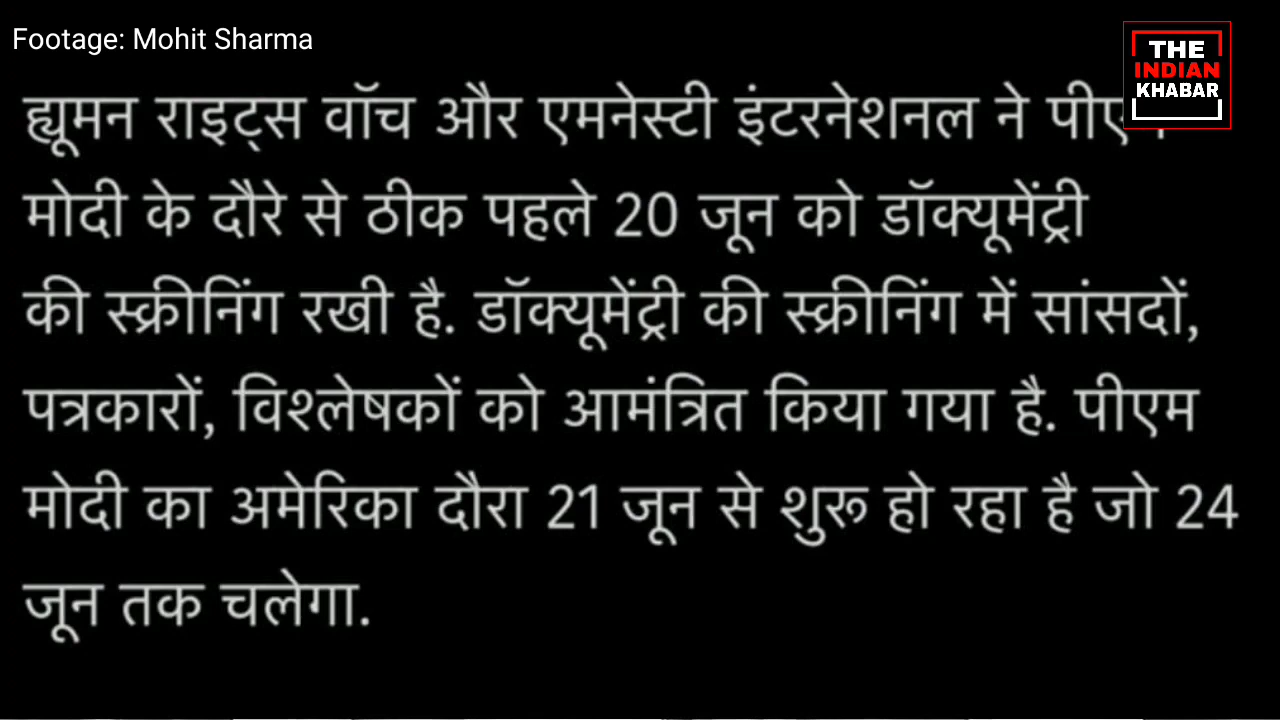 Footage: Mohit Sharma
THE
INDIAN
KHABAR
ह्यूमन राइट्स वॉच और एमनेस्टी इंटरनेशनल ने
मोदी के दौरे से ठीक पहले 20 जून को डॉक्यूमेंट्री
की स्क्रीनिंग रखी है. डॉक्यूमेंट्री की स्क्रीनिंग में सांसदों,
पत्रकारों, विश्लेषकों को आमंत्रित किया गया है. पीएम
मोदी का अमेरिका दौरा 21 जून से शुरू हो रहा है जो 24
जून तक चलेगा.